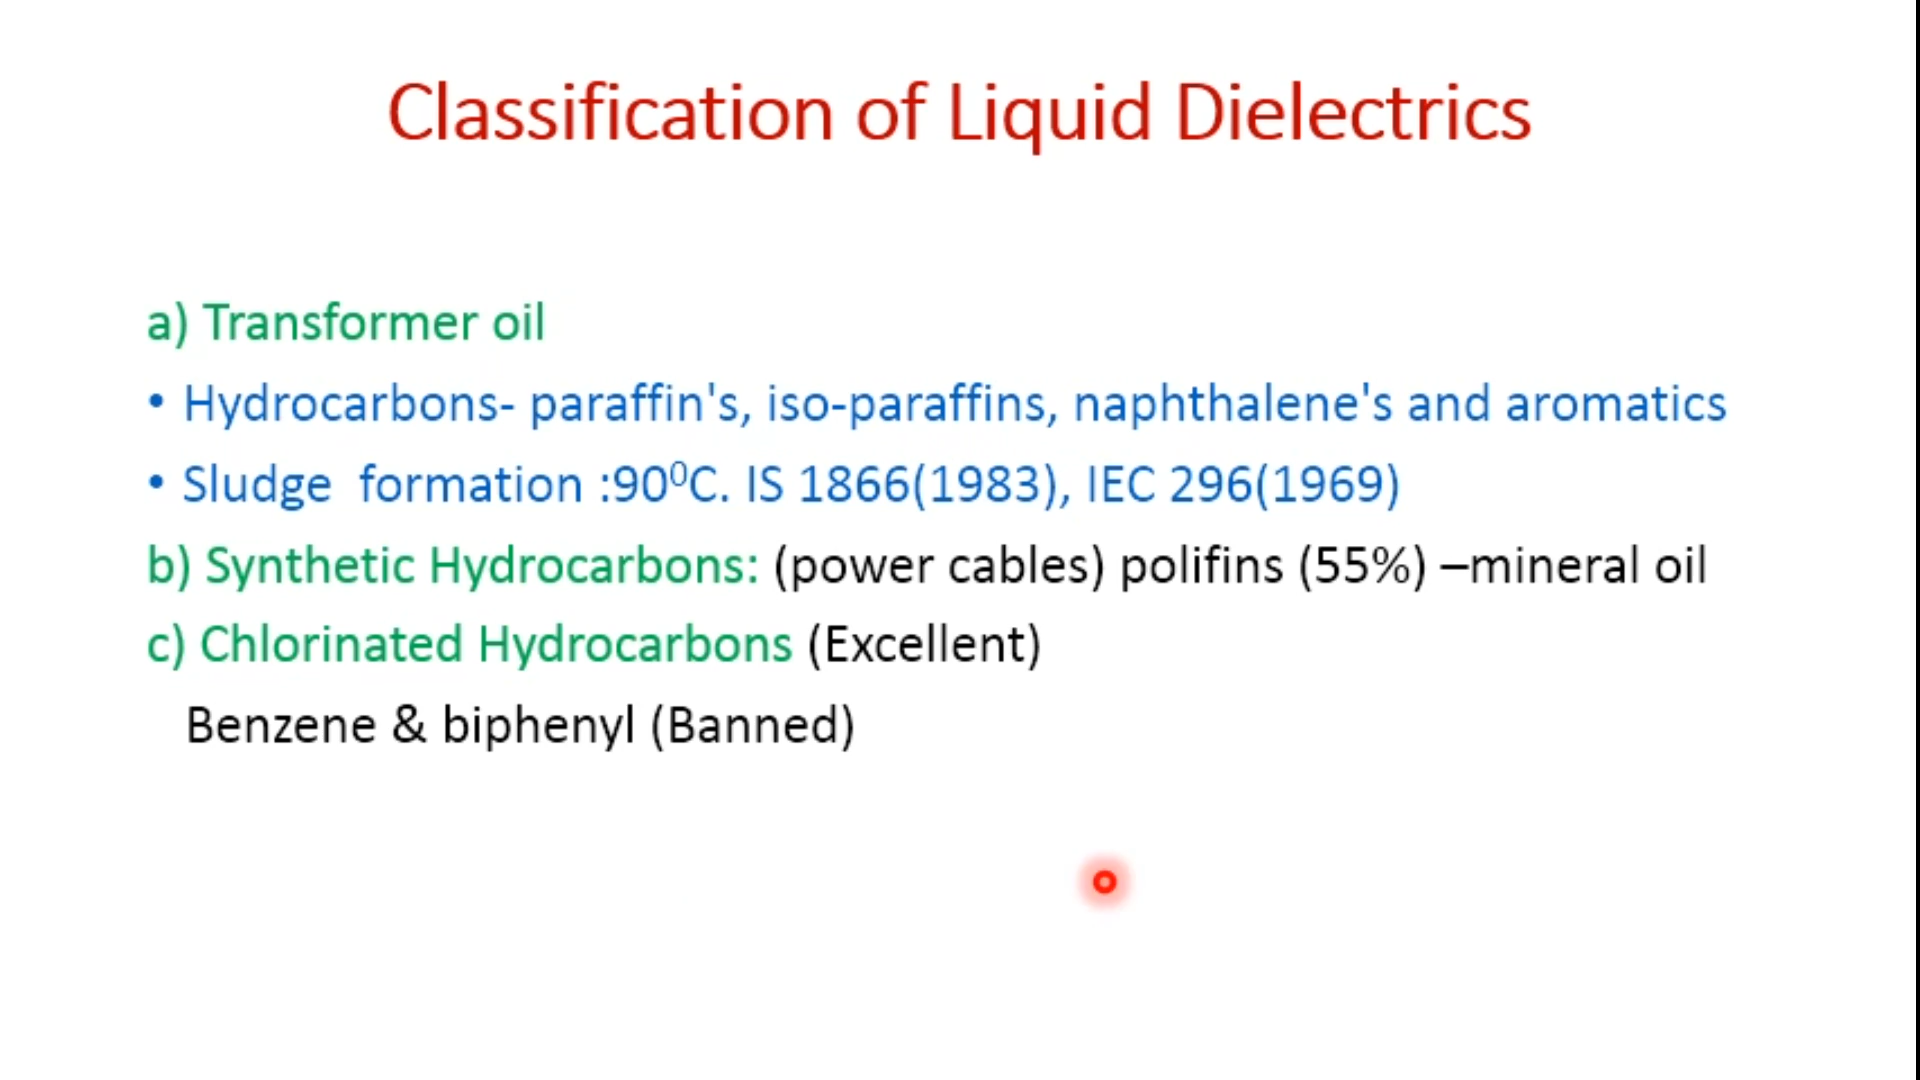 Classification of Liquid Dielectrics
a) Transformer oil
• Hydrocarbons- paraffin's, iso-paraffins, naphthalene's and aromatics
• Sludge  formation :90⁰C. IS 1866(1983), IEC 296(1969)
b) Synthetic Hydrocarbons: (power cables) polifins (55%) –mineral oil
c) Chlorinated Hydrocarbons (Excellent)
Benzene & biphenyl (Banned)